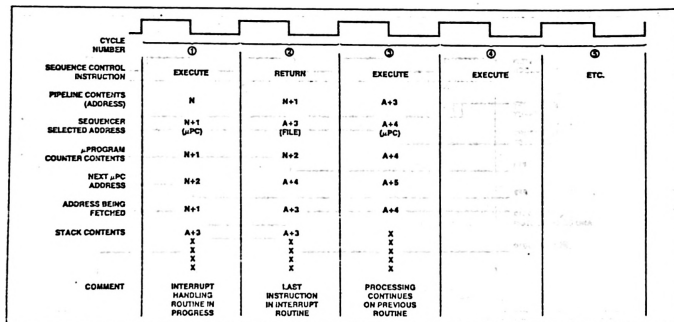 CYCLE NUMBER ① ② ③ ④ ⑤
SEQUENCE CONTROL INSTRUCTION EXECUTE RETURN EXECUTE EXECUTE ETC.
PIPELINE CONTENTS (ADDRESS) N N+1 A+3
SEQUENCER SELECTED ADDRESS N+1 (μPC) A+3 (FILE) A+4 (μPC)
μPROGRAM COUNTER CONTENTS N+1 N+2 A+4
NEXT μPC ADDRESS N+2 A+4 A+5
ADDRESS BEING FETCHED N+1 A+3 A+4
STACK CONTENTS A+3 A+3 X
X X X
X X X
X X X
X X X
COMMENT INTERRUPT HANDLING ROUTINE IN PROGRESS LAST INSTRUCTION IN INTERRUPT ROUTINE PROCESSING CONTINUES ON PREVIOUS ROUTINE